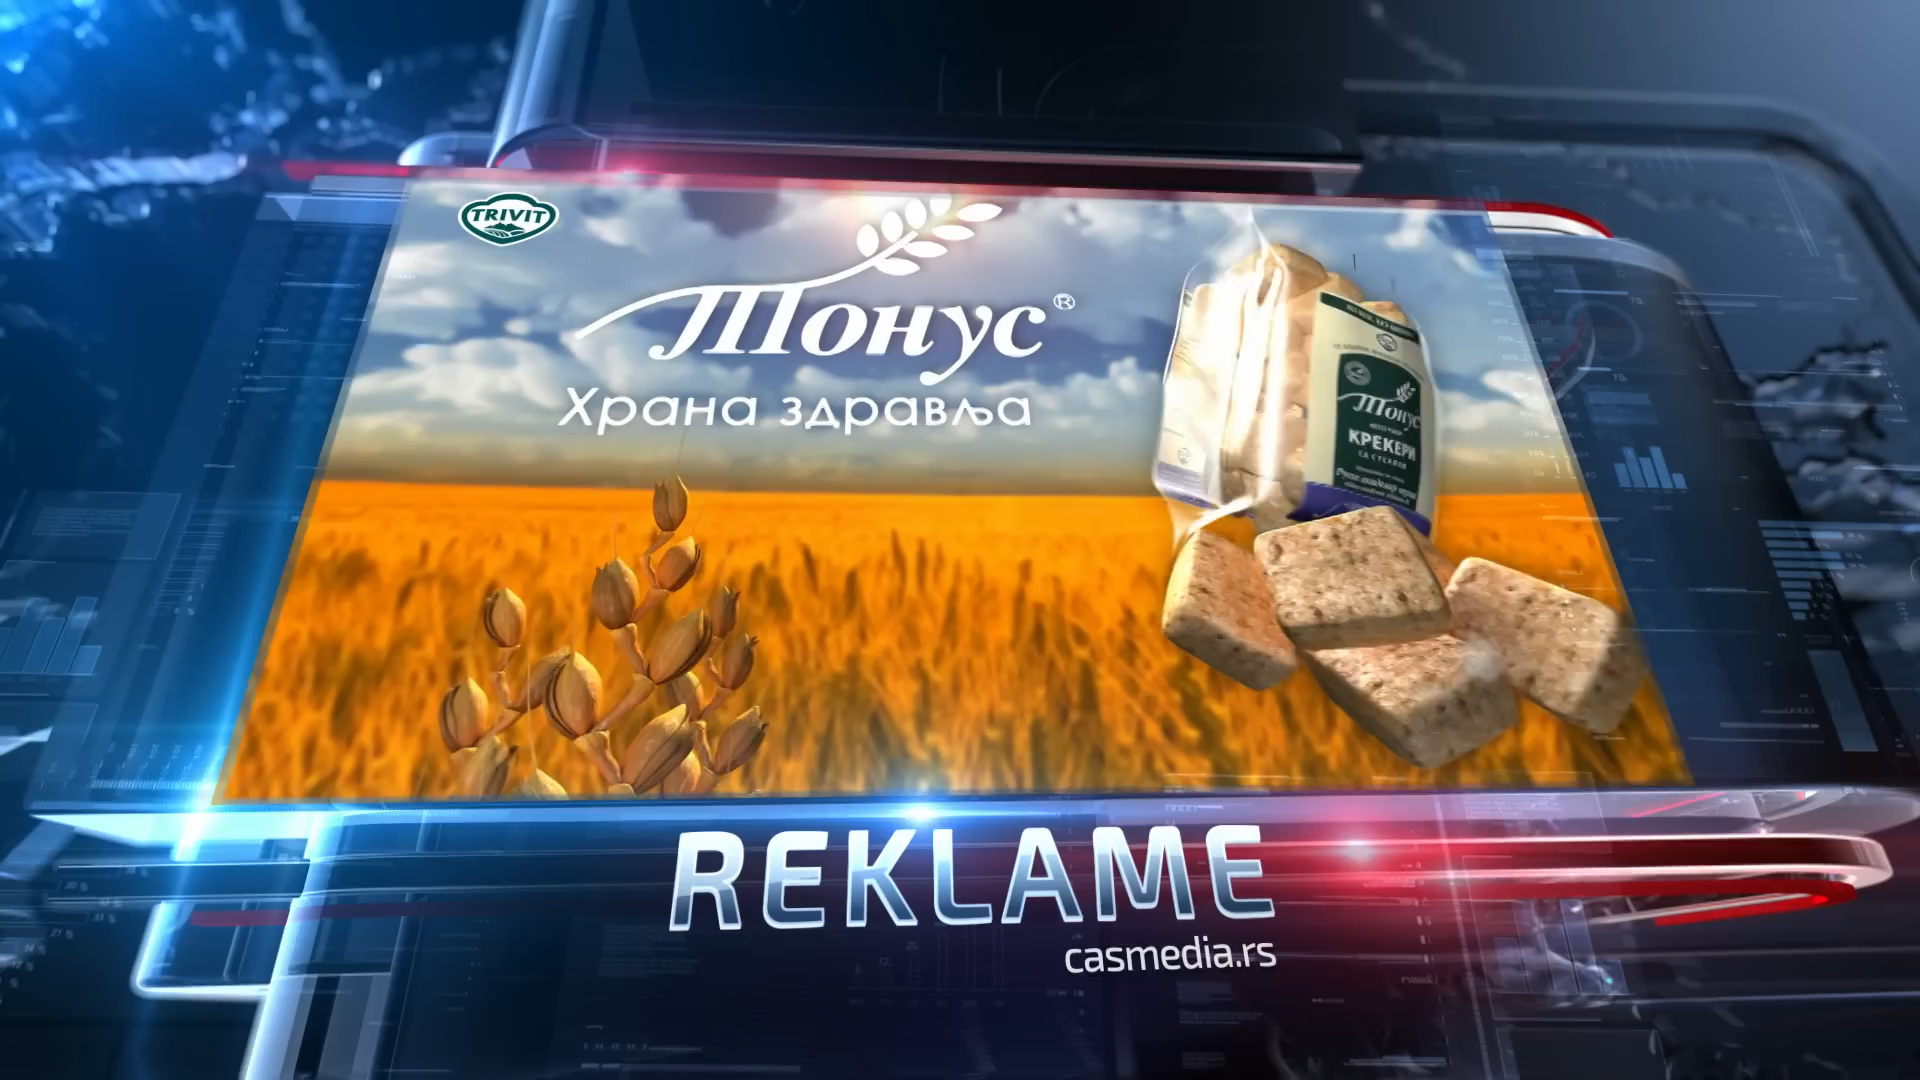 TRIVIT
Тонус®
Храна здравља
Тонус
КРЕКЕРИ
REKLAME
casmedia.rs